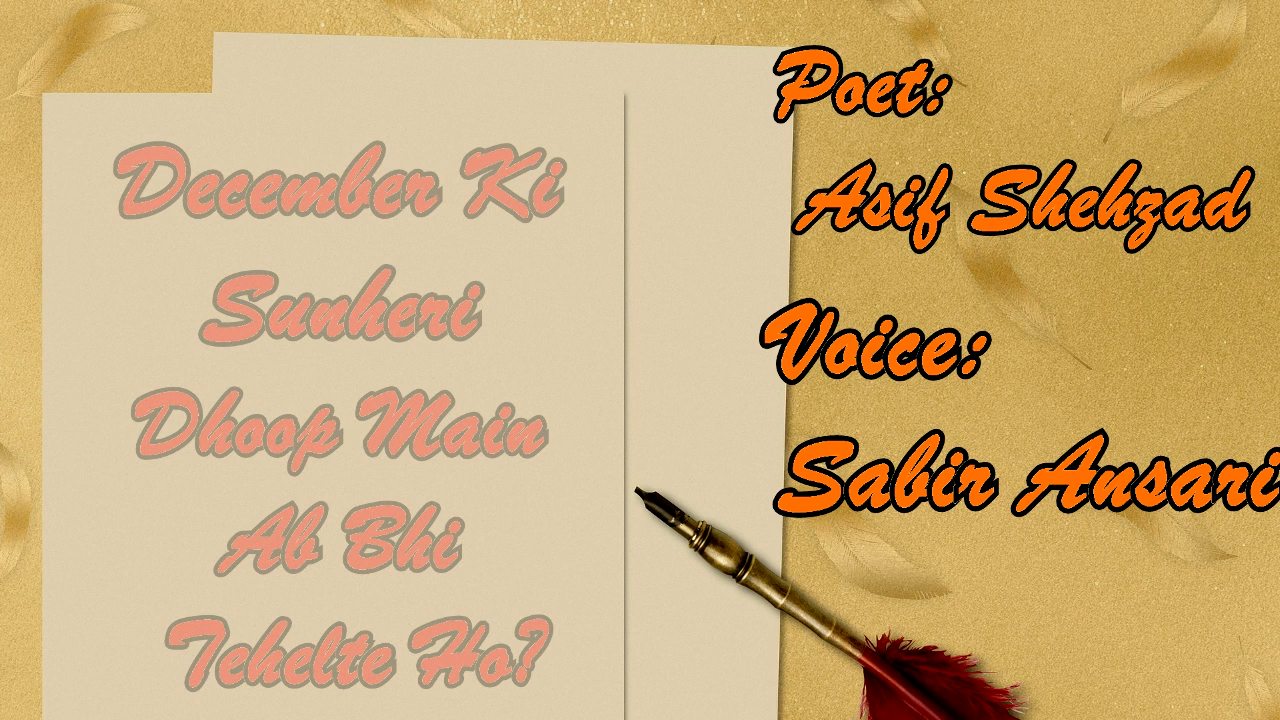 December Ki
Sunheri
Dhoop Main
Ab Bhi
Tehelte Ho?
Poet:
Asif Shehzad
Voice:
Sabir Ansari